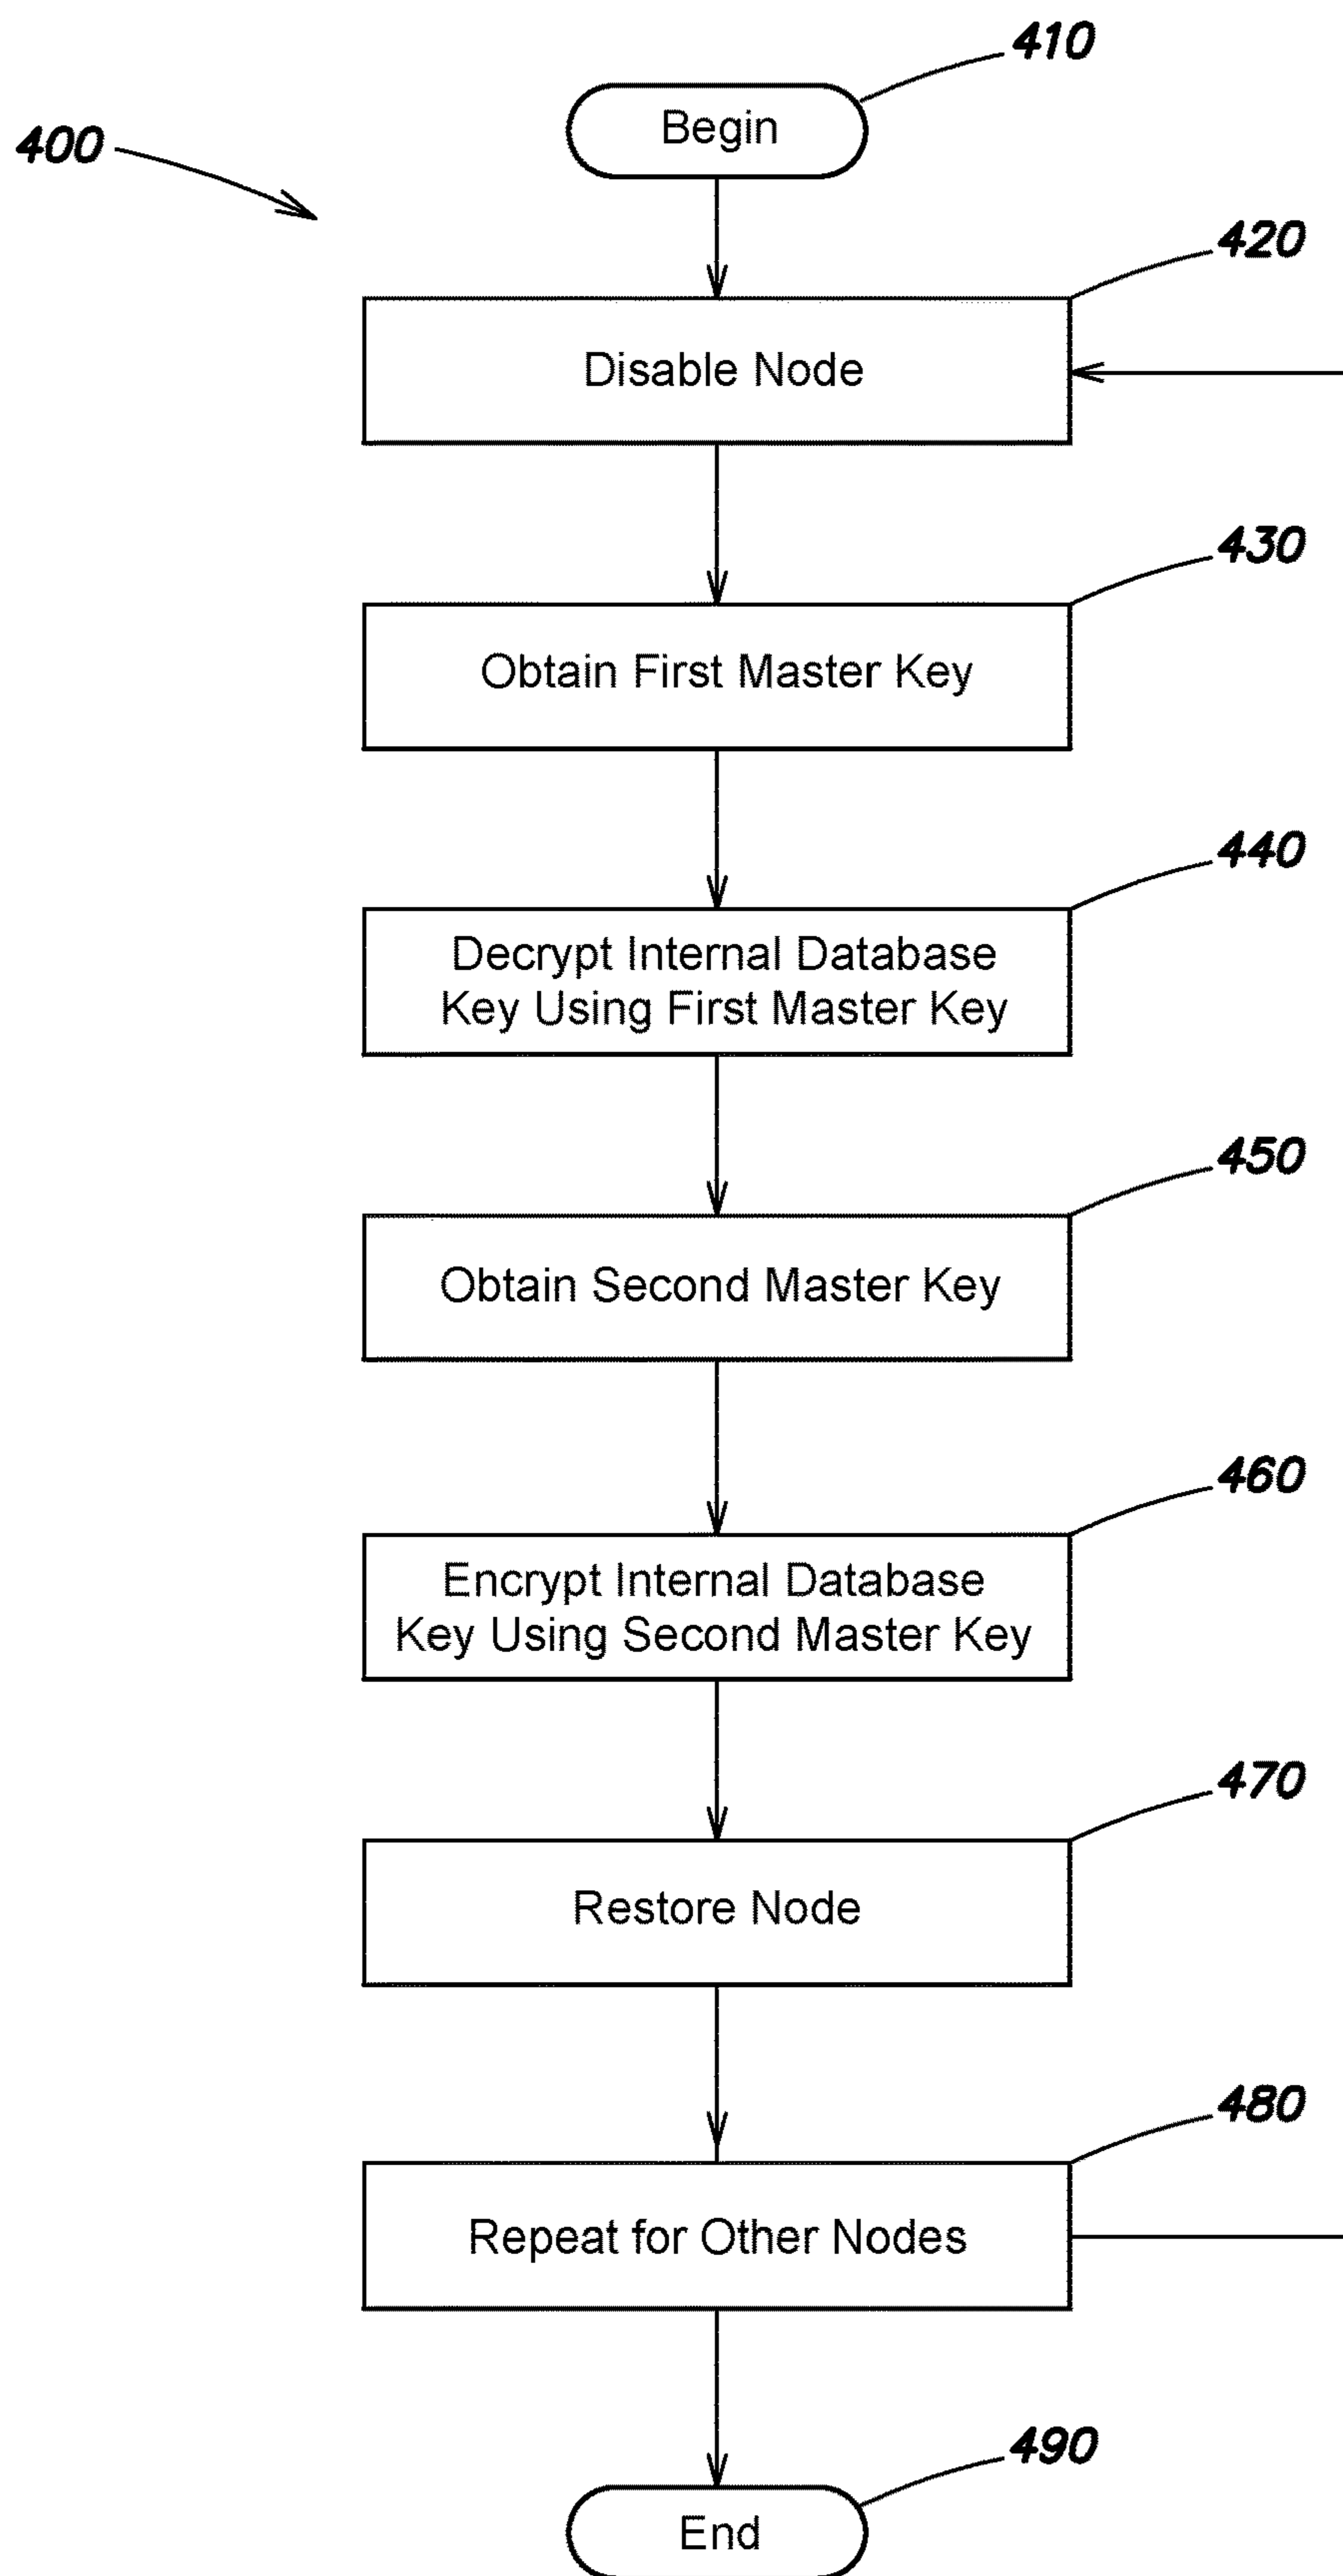 410
Begin
400
420
Disable Node
430
Obtain First Master Key
440
Decrypt Internal Database
Key Using First Master Key
450
Obtain Second Master Key
460
Encrypt Internal Database
Key Using Second Master Key
470
Restore Node
480
Repeat for Other Nodes
490
End